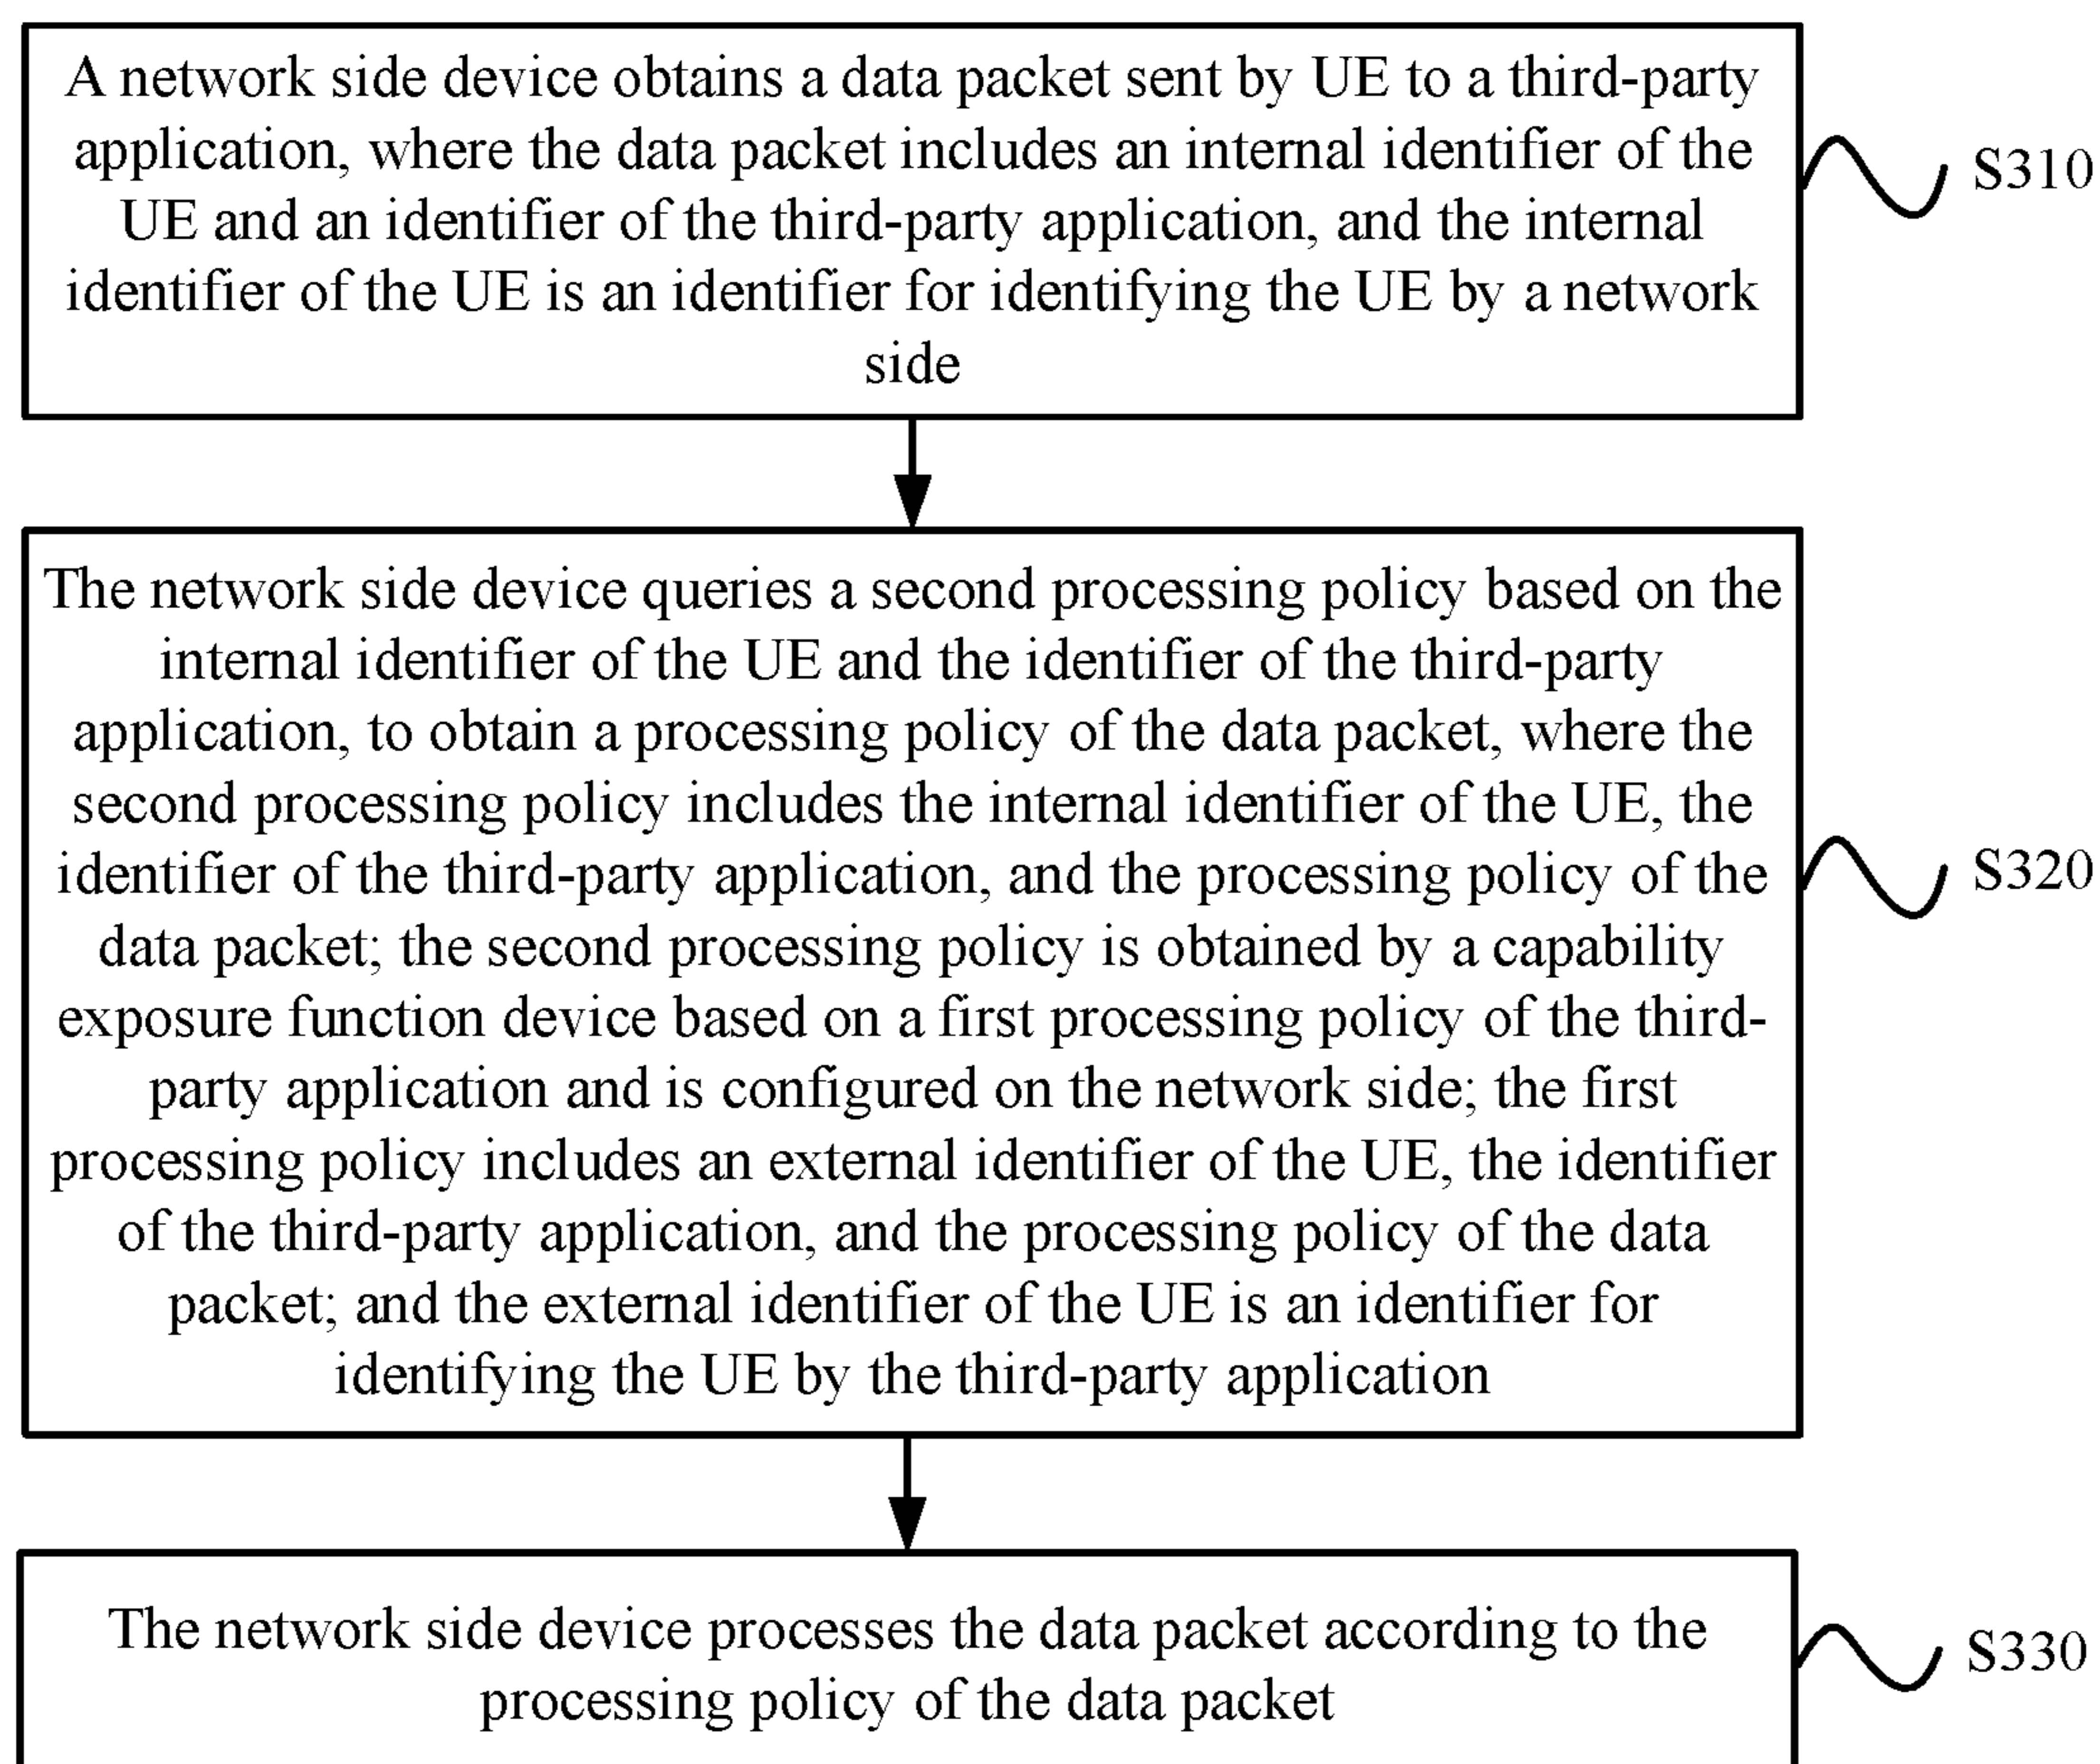 A network side device obtains a data packet sent by UE to a third-party
application, where the data packet includes an internal identifier of the
UE and an identifier of the third-party application, and the internal
identifier of the UE is an identifier for identifying the UE by a network
side
S310
The network side device queries a second processing policy based on the
internal identifier of the UE and the identifier of the third-party
application, to obtain a processing policy of the data packet, where the
second processing policy includes the internal identifier of the UE, the
identifier of the third-party application, and the processing policy of the
data packet; the second processing policy is obtained by a capability
exposure function device based on a first processing policy of the third-
party application and is configured on the network side; the first
processing policy includes an external identifier of the UE, the identifier
of the third-party application, and the processing policy of the data
packet; and the external identifier of the UE is an identifier for
identifying the UE by the third-party application
S320
The network side device processes the data packet according to the
processing policy of the data packet
S330